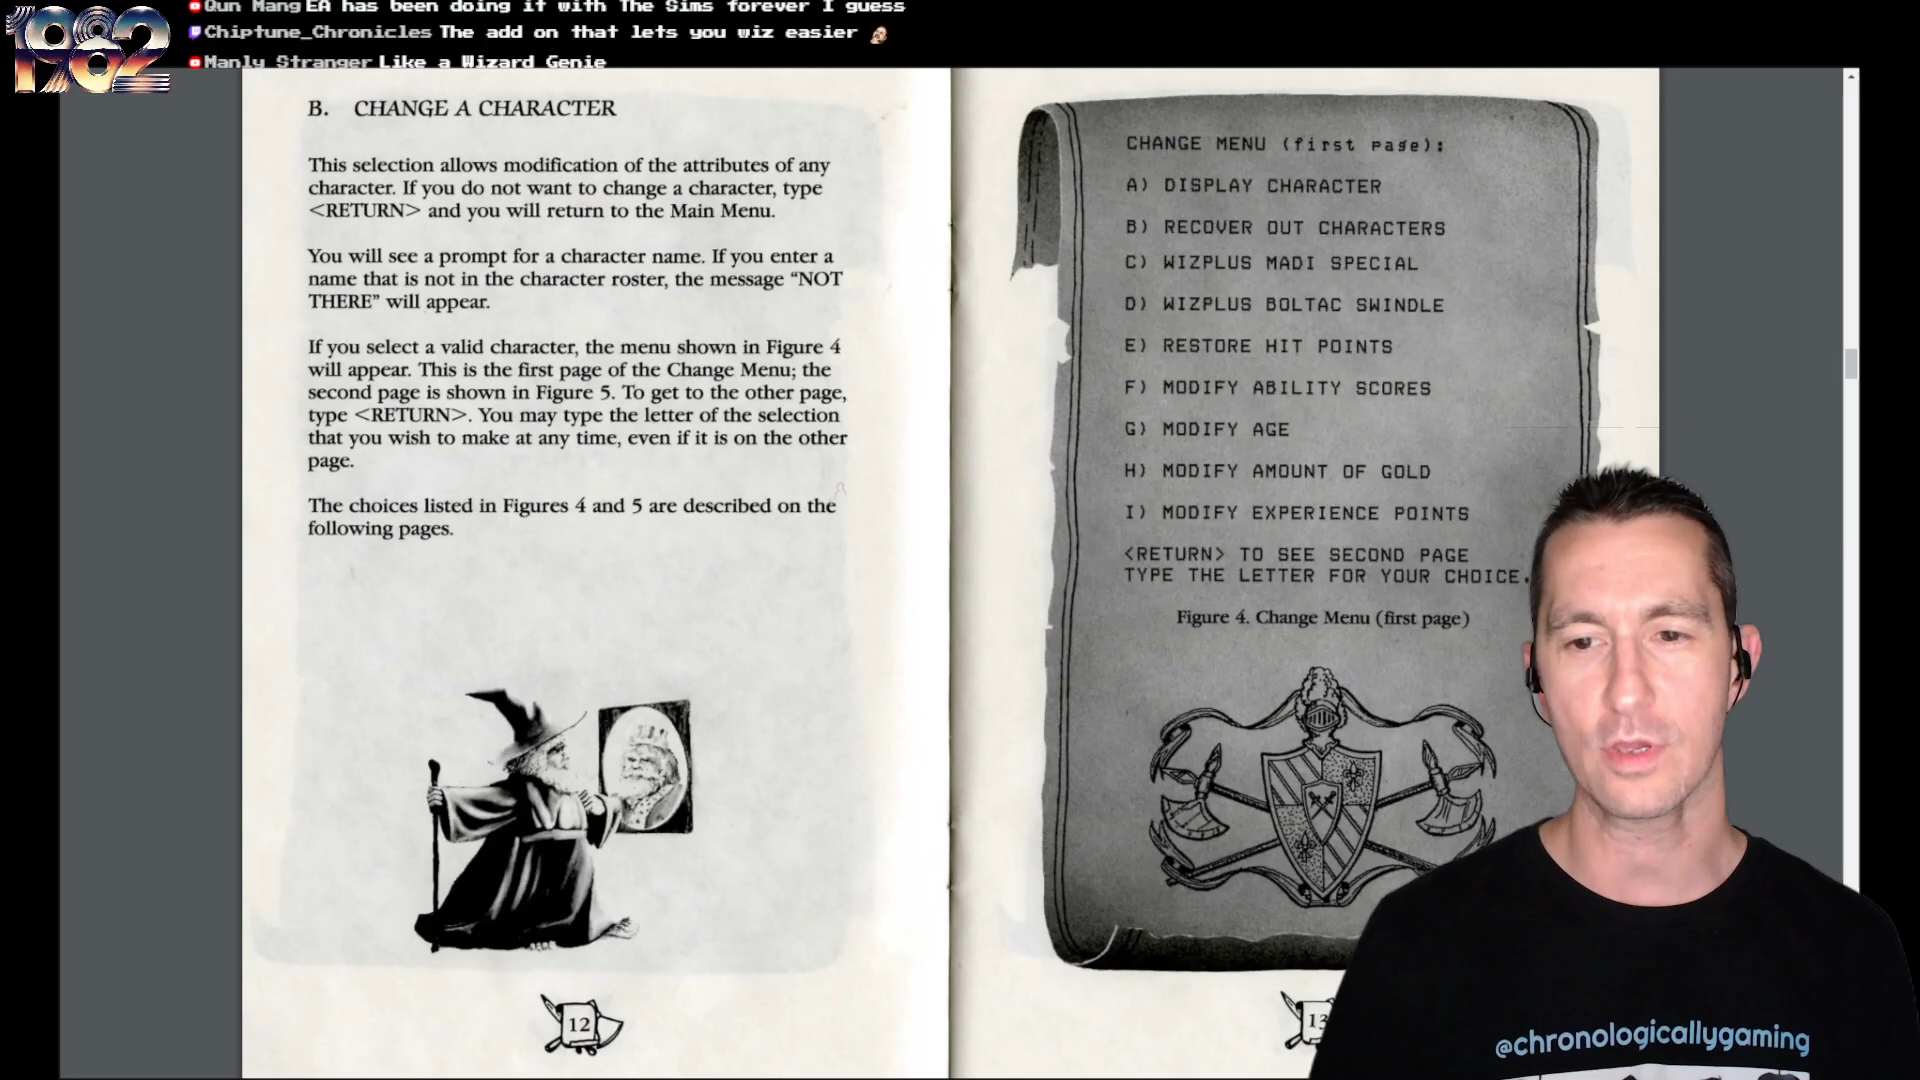 1982
Qun Mang EA has been doing it with The Sims forever I guess
Chiptune_Chronicles The add on that lets you wiz easier
Manly Stranger Like a Wizard Genie
B. CHANGE A CHARACTER
This selection allows modification of the attributes of any
character. If you do not want to change a character, type
<RETURN> and you will return to the Main Menu.
You will see a prompt for a character name. If you enter a
name that is not in the character roster, the message “NOT
THERE” will appear.
If you select a valid character, the menu shown in Figure 4
will appear. This is the first page of the Change Menu; the
second page is shown in Figure 5. To get to the other page,
type <RETURN>. You may type the letter of the selection
that you wish to make at any time, even if it is on the other
page.
The choices listed in Figures 4 and 5 are described on the
following pages.
12
CHANGE MENU (first page):
A) DISPLAY CHARACTER
B) RECOVER OUT CHARACTERS
C) WIZPLUS MADI SPECIAL
D) WIZPLUS BOLTAC SWINDLE
E) RESTORE HIT POINTS
F) MODIFY ABILITY SCORES
G) MODIFY AGE
H) MODIFY AMOUNT OF GOLD
I) MODIFY EXPERIENCE POINTS
<RETURN> TO SEE SECOND PAGE
TYPE THE LETTER FOR YOUR CHOICE.
Figure 4. Change Menu (first page)
13
@chronologicallygaming